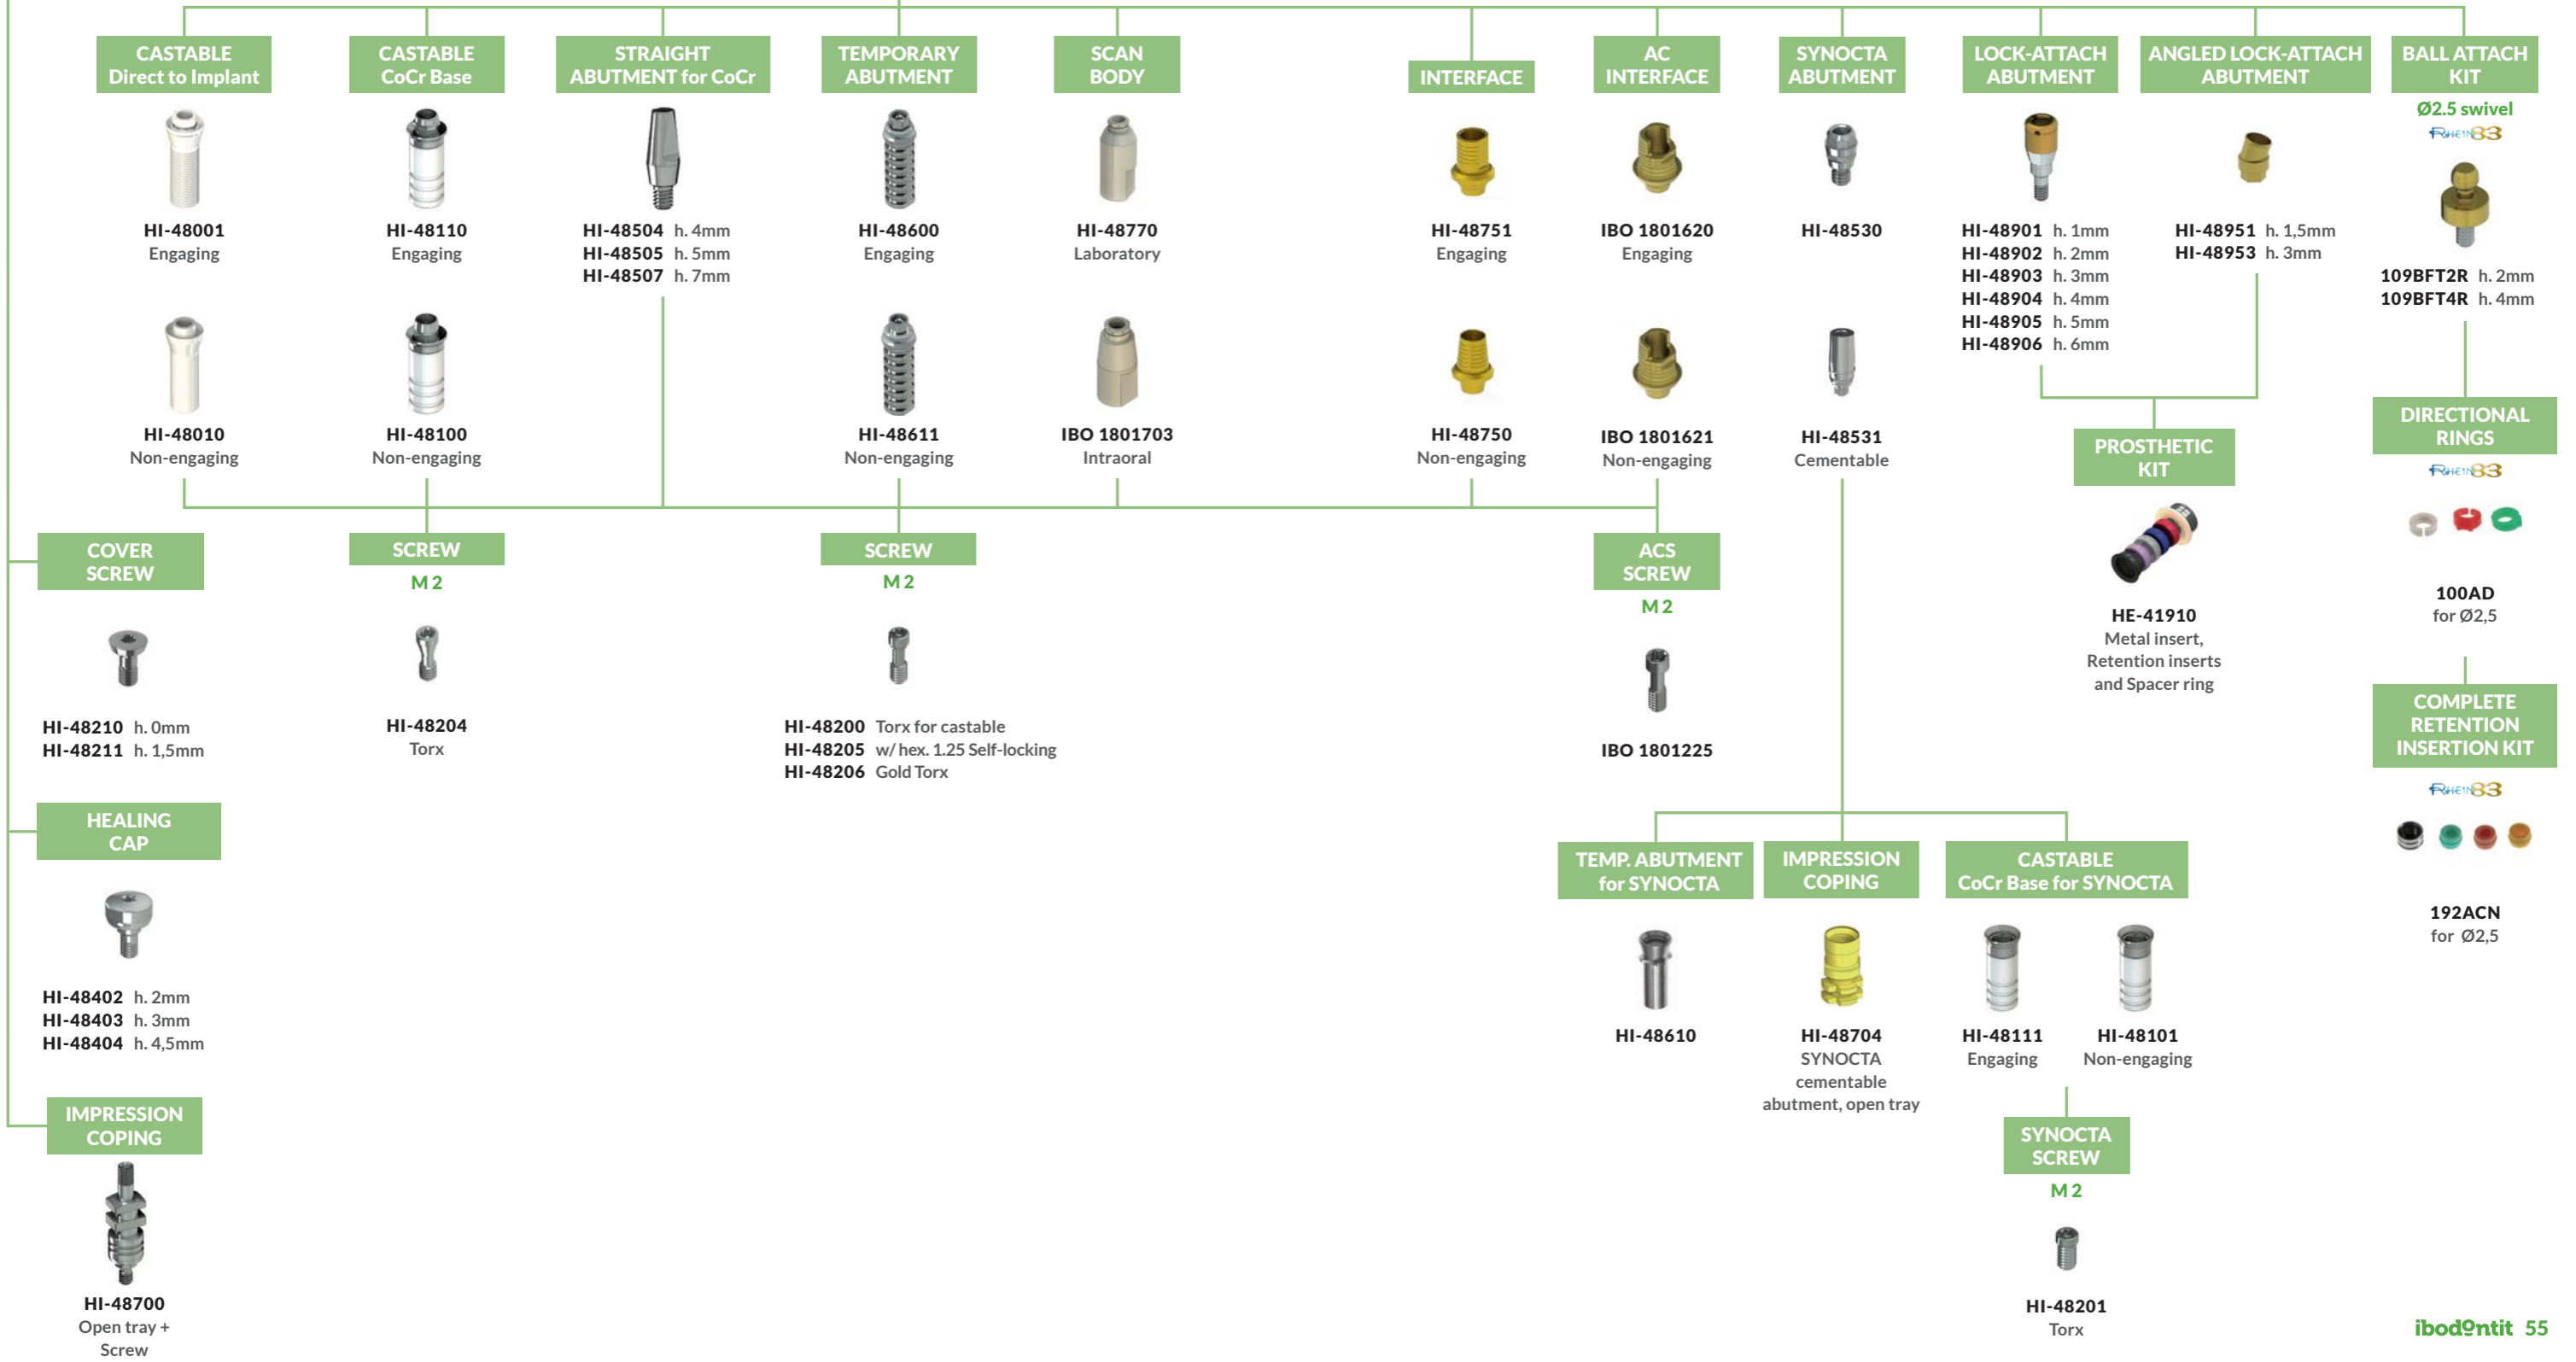 CASTABLE
Direct to Implant
HI-48001
Engaging
HI-48010
Non-engaging
CASTABLE
CoCr Base
HI-48110
Engaging
HI-48100
Non-engaging
STRAIGHT
ABUTMENT for CoCr
HI-48504 h. 4mm
HI-48505 h. 5mm
HI-48507 h. 7mm
TEMPORARY
ABUTMENT
HI-48600
Engaging
HI-48611
Non-engaging
SCAN
BODY
HI-48770
Laboratory
IBO 1801703
Intraoral
INTERFACE
HI-48751
Engaging
HI-48750
Non-engaging
AC
INTERFACE
IBO 1801620
Engaging
IBO 1801621
Non-engaging
SYNOCTA
ABUTMENT
HI-48530
HI-48531
Cementable
LOCK-ATTACH
ABUTMENT
HI-48901 h. 1mm
HI-48902 h. 2mm
HI-48903 h. 3mm
HI-48904 h. 4mm
HI-48905 h. 5mm
HI-48906 h. 6mm
ANGLED LOCK-ATTACH
ABUTMENT
HI-48951 h. 1,5mm
HI-48953 h. 3mm
PROSTHETIC
KIT
HE-41910
Metal insert,
Retention inserts
and Spacer ring
BALL ATTACH
KIT
Ø2.5 swivel
RHEIN83
109BFT2R h. 2mm
109BFT4R h. 4mm
DIRECTIONAL
RINGS
RHEIN83
100AD
for Ø2,5
COMPLETE
RETENTION
INSERTION KIT
RHEIN83
192ACN
for Ø2,5
COVER
SCREW
HI-48210 h. 0mm
HI-48211 h. 1,5mm
SCREW
M 2
HI-48204
Torx
SCREW
M 2
HI-48200 Torx for castable
HI-48205 w/ hex. 1.25 Self-locking
HI-48206 Gold Torx
ACS
SCREW
M 2
IBO 1801225
HEALING
CAP
HI-48402 h. 2mm
HI-48403 h. 3mm
HI-48404 h. 4,5mm
IMPRESSION
COPING
HI-48700
Open tray +
Screw
TEMP. ABUTMENT
for SYNOCTA
HI-48610
IMPRESSION
COPING
HI-48704
SYNOCTA
cementable
abutment, open tray
CASTABLE
CoCr Base for SYNOCTA
HI-48111
Engaging
HI-48101
Non-engaging
SYNOCTA
SCREW
M 2
HI-48201
Torx
ibodontit 55